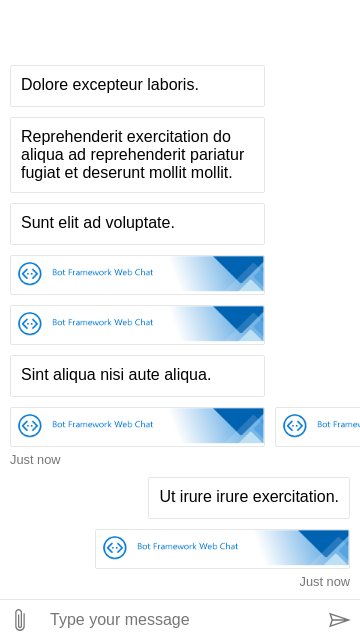 Dolore excepteur laboris.
Reprehenderit exercitation do
aliqua ad reprehenderit pariatur
fugiat et deserunt mollit mollit.
Sunt elit ad voluptate.
Bot Framework Web Chat
Bot Framework Web Chat
Sint aliqua nisi aute aliqua.
Bot Framework Web Chat
Bot
Just now
Ut irure irure exercitation.
Bot Framework Web Chat
Just now
Type your message